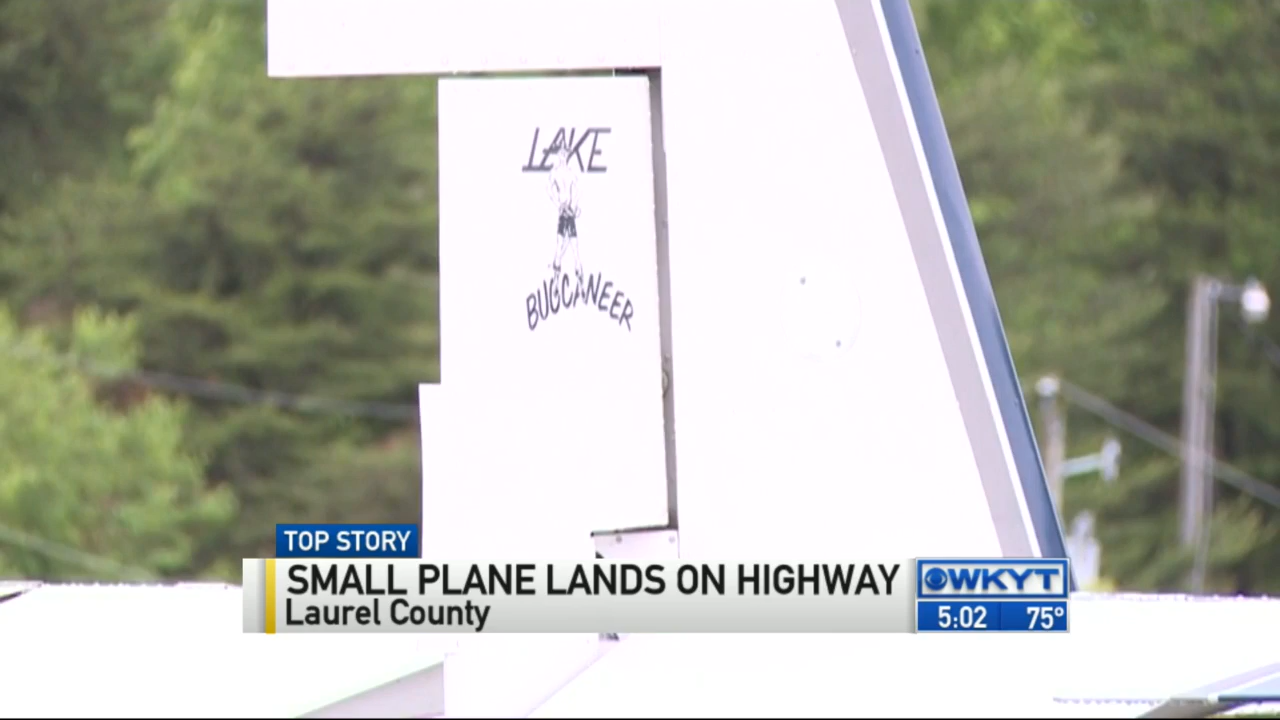 LAKE
BUCCANEER
TOP STORY
SMALL PLANE LANDS ON HIGHWAY
Laurel County
WKYT
5:02 75°